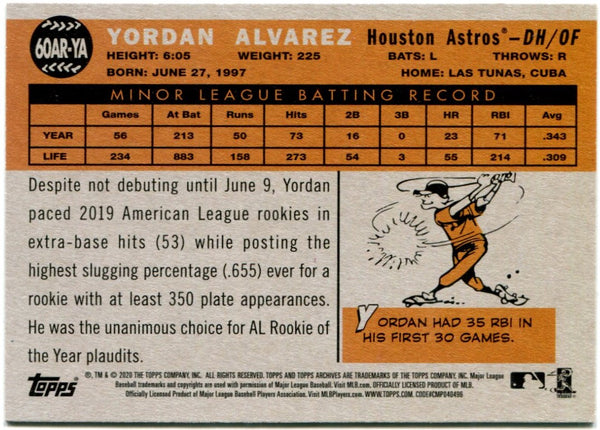 60AR-YA
YORDAN ALVAREZ Houston Astros®–DH/OF
HEIGHT: 6:05 WEIGHT: 225 BATS: L THROWS: R
BORN: JUNE 27, 1997 HOME: LAS TUNAS, CUBA
MINOR LEAGUE BATTING RECORD
Games At Bat Runs Hits 2B 3B HR RBI Avg
YEAR 56 213 50 73 16 0 23 71 .343
LIFE 234 883 158 273 54 3 55 214 .309
Despite not debuting until June 9, Yordan
paced 2019 American League rookies in
extra-base hits (53) while posting the
highest slugging percentage (.655) ever for a
rookie with at least 350 plate appearances.
He was the unanimous choice for AL Rookie of
the Year plaudits.
YORDAN HAD 35 RBI IN
HIS FIRST 30 GAMES.
topps
®, TM & © 2020 THE TOPPS COMPANY, INC. ALL RIGHTS RESERVED. TOPPS AND TOPPS ARCHIVES ARE TRADEMARKS OF THE TOPPS COMPANY, INC. Major League
Baseball trademarks and copyrights are used with permission of Major League Baseball. Visit MLB.com. OFFICIALLY LICENSED PRODUCT OF MLB.
Officially Licensed Product of Major League Baseball Players Association. Visit MLBPlayers.com. WWW.TOPPS.COM. CODE#CMP040496